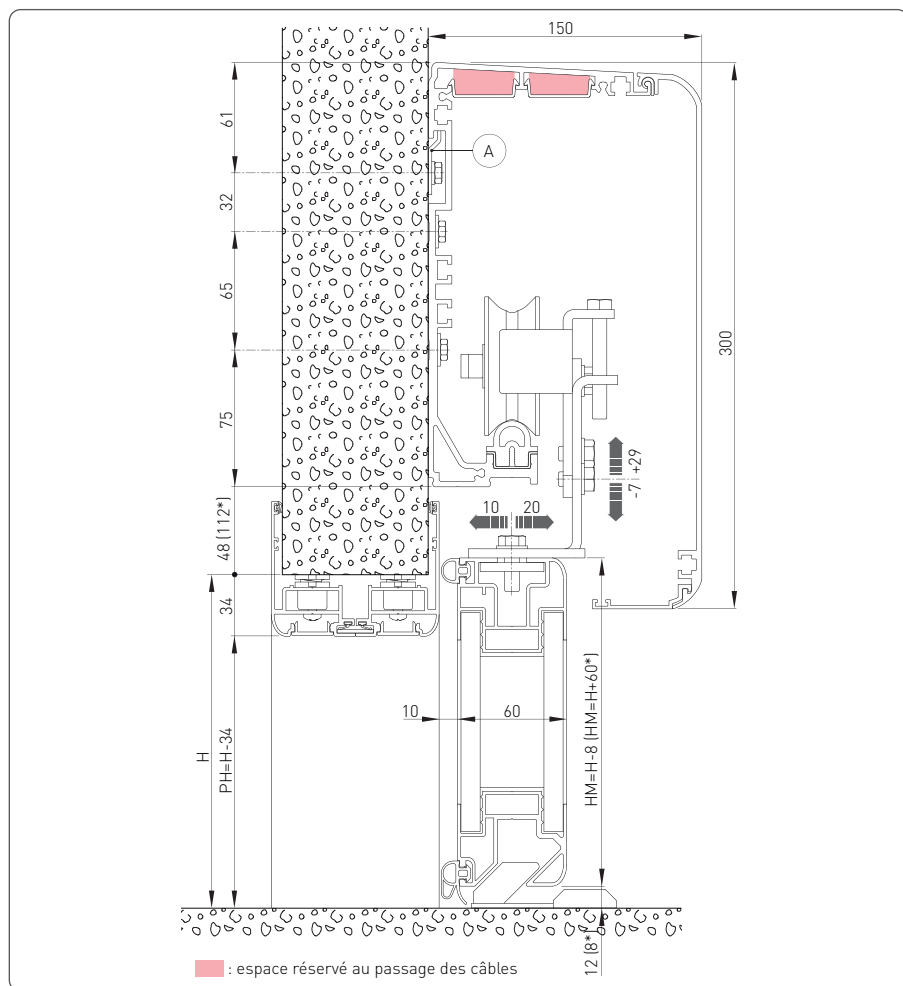 150
61
A
32
65
300
75
-7 +29
10 20
48 (112*)
34
10
60
H
PH=H-34
HM=H-8 (HM=H+60*)
12 (8*)
: espace réservé au passage des câbles